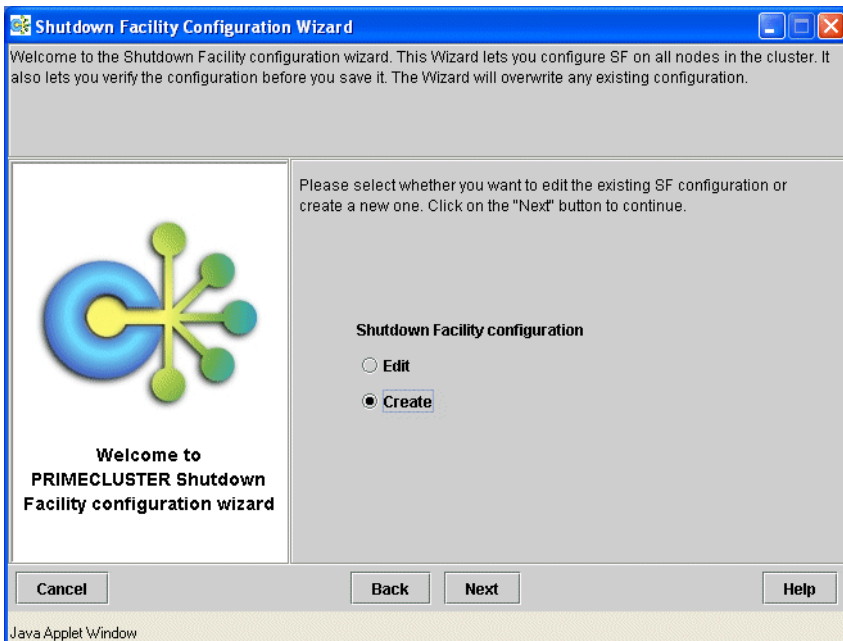 Shutdown Facility Configuration Wizard
Welcome to the Shutdown Facility configuration wizard. This Wizard lets you configure SF on all nodes in the cluster. It
also lets you verify the configuration before you save it. The Wizard will overwrite any existing configuration.
Please select whether you want to edit the existing SF configuration or
create a new one. Click on the "Next" button to continue.
Shutdown Facility configuration
Edit
Create
Welcome to
PRIMECLUSTER Shutdown
Facility configuration wizard
Cancel
Back
Next
Help
Java Applet Window